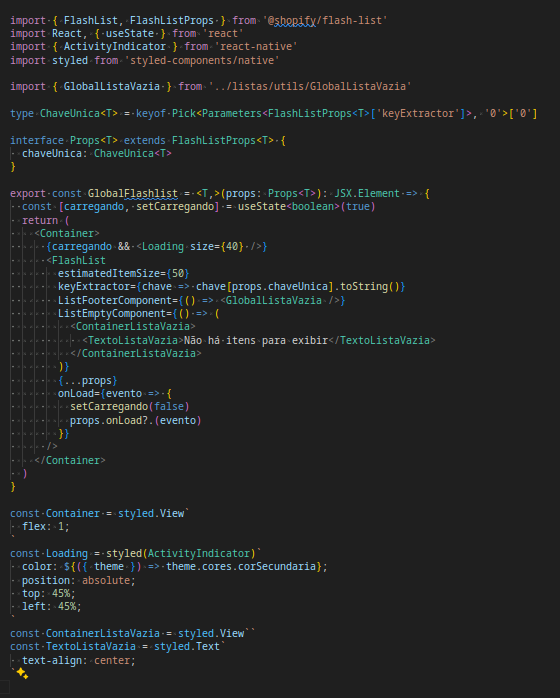 import { FlashList, FlashListProps } from '@shopify/flash-list'
import React, { useState } from 'react'
import { ActivityIndicator } from 'react-native'
import styled from 'styled-components/native'

import { GlobalListaVazia } from '../listas/utils/GlobalListaVazia'

type ChaveUnica<T> = keyof Pick<Parameters<FlashListProps<T>['keyExtractor']>, '0'>['0']

interface Props<T> extends FlashListProps<T> {
  chaveUnica: ChaveUnica<T>
}

export const GlobalFlashlist = <T,>(props: Props<T>): JSX.Element => {
  const [carregando, setCarregando] = useState<boolean>(true)
  return (
    <Container>
      {carregando && <Loading size={40} />}
      <FlashList
        estimatedItemSize={50}
        keyExtractor={chave => chave[props.chaveUnica].toString()}
        ListFooterComponent={() => <GlobalListaVazia />}
        ListEmptyComponent={() => (
          <ContainerListaVazia>
            <TextoListaVazia>Não há itens para exibir</TextoListaVazia>
          </ContainerListaVazia>
        )}
        {...props}
        onLoad={evento => {
          setCarregando(false)
          props.onLoad?.(evento)
        }}
      />
    </Container>
  )
}

const Container = styled.View`
  flex: 1;
`
const Loading = styled(ActivityIndicator)`
  color: ${({ theme }) => theme.cores.corSecundaria};
  position: absolute;
  top: 45%;
  left: 45%;
`
const ContainerListaVazia = styled.View``
const TextoListaVazia = styled.Text`
  text-align: center;
`